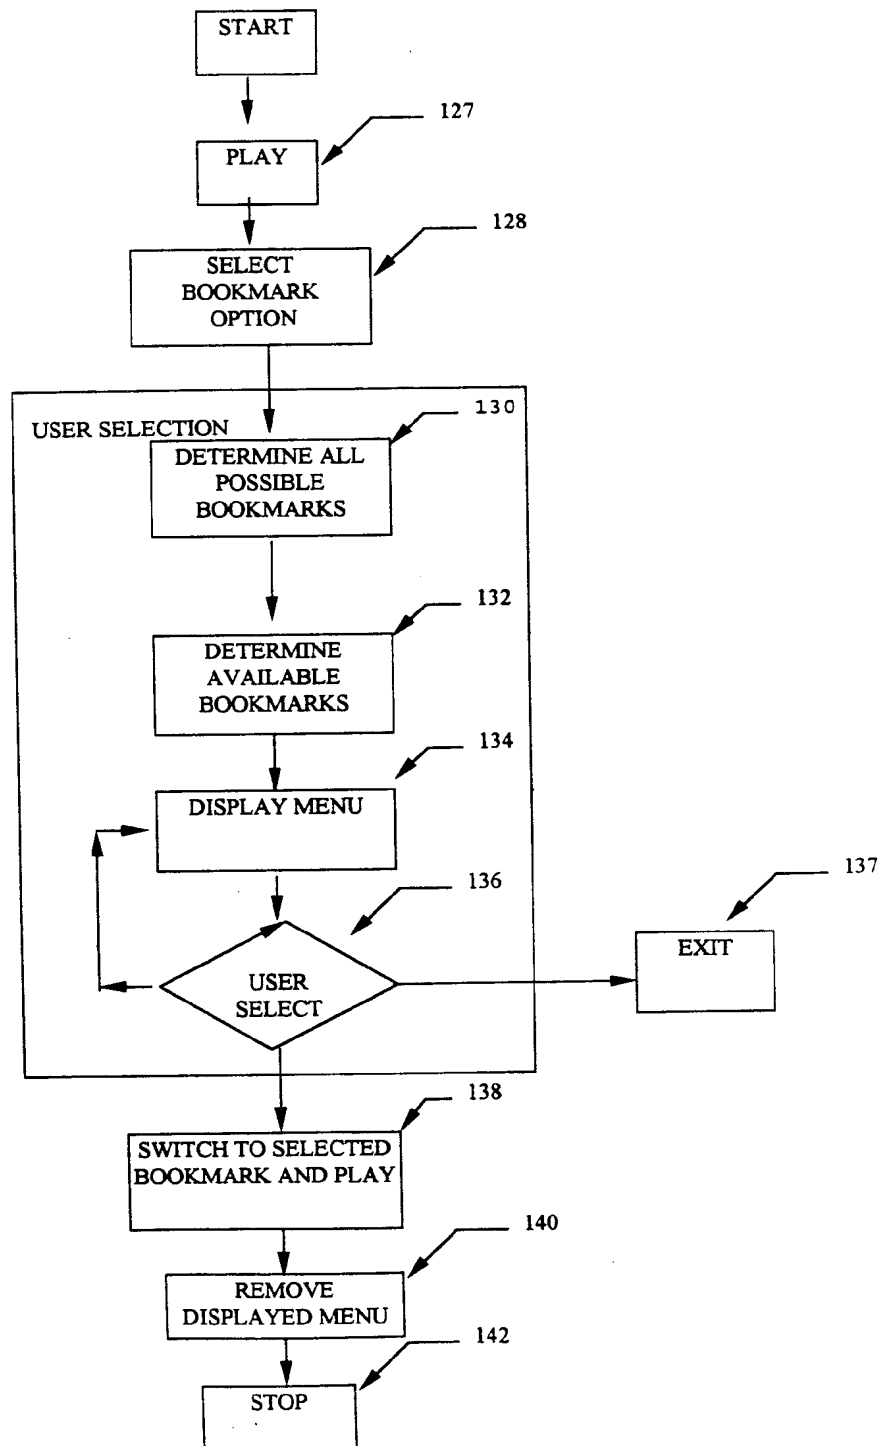 START
127
PLAY
128
SELECT
BOOKMARK
OPTION
130
USER SELECTION
DETERMINE ALL
POSSIBLE
BOOKMARKS
132
DETERMINE
AVAILABLE
BOOKMARKS
134
DISPLAY MENU
136
137
USER
SELECT
EXIT
138
SWITCH TO SELECTED
BOOKMARK AND PLAY
140
REMOVE
DISPLAYED MENU
142
STOP